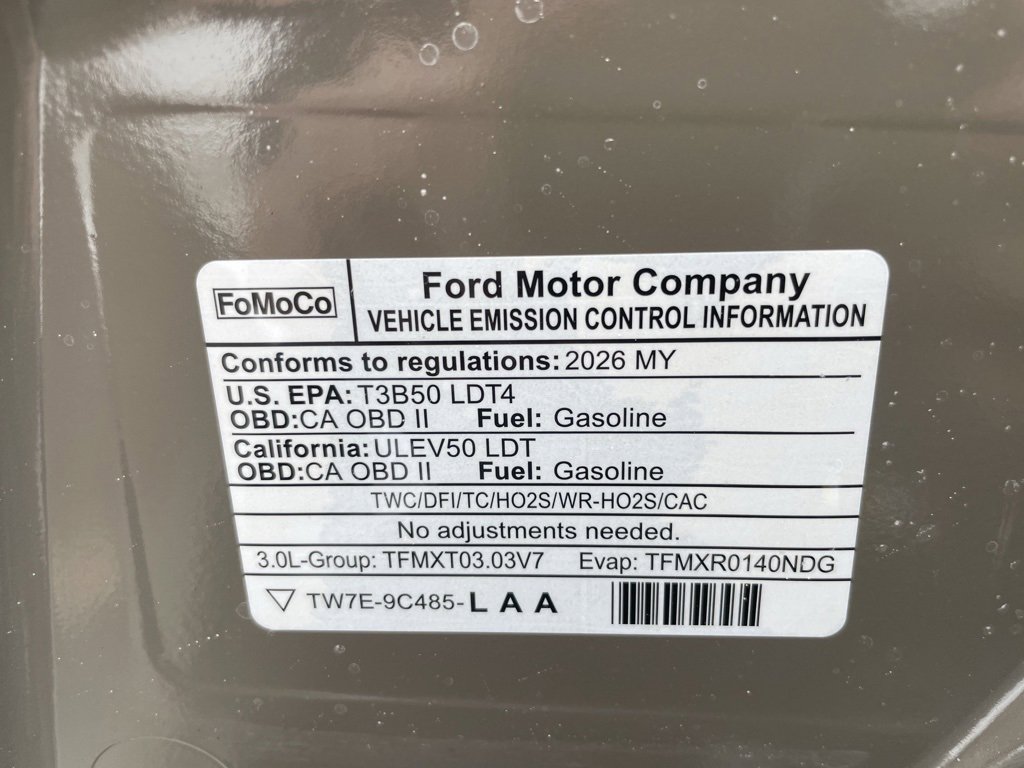 FoMoCo
Ford Motor Company
VEHICLE EMISSION CONTROL INFORMATION
Conforms to regulations: 2026 MY
U.S. EPA: T3B50 LDT4
OBD: CA OBD II Fuel: Gasoline
California: ULEV50 LDT
OBD: CA OBD II Fuel: Gasoline
TWC/DFI/TC/HO2S/WR-HO2S/CAC
No adjustments needed.
3.0L-Group: TFMXT03.03V7 Evap: TFMXR0140NDG
TW7E-9C485-LAA